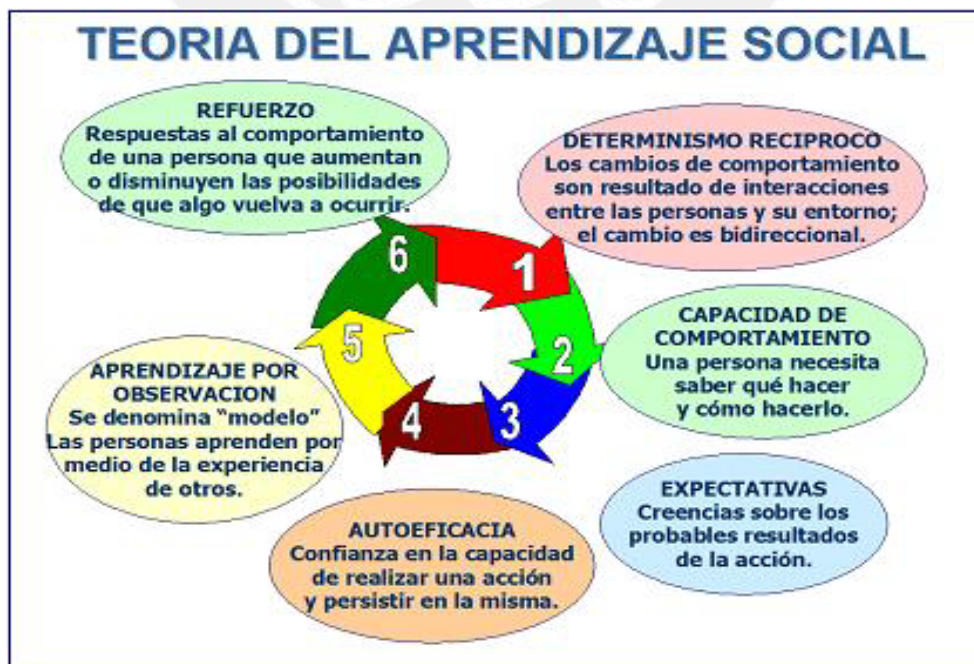 TEORIA DEL APRENDIZAJE SOCIAL
REFUERZO
Respuestas al comportamiento
de una persona que aumentan
o disminuyen las posibilidades
de que algo vuelva a ocurrir.
DETERMINISMO RECIPROCO
Los cambios de comportamiento
son resultado de interacciones
entre las personas y su entorno;
el cambio es bidireccional.
6
1
5
2
4
3
CAPACIDAD DE
COMPORTAMIENTO
Una persona necesita
saber qué hacer
y cómo hacerlo.
APRENDIZAJE POR
OBSERVACION
Se denomina “modelo”
Las personas aprenden por
medio de la experiencia
de otros.
EXPECTATIVAS
Creencias sobre los
probables resultados
de la acción.
AUTOEFICACIA
Confianza en la capacidad
de realizar una acción
y persistir en la misma.